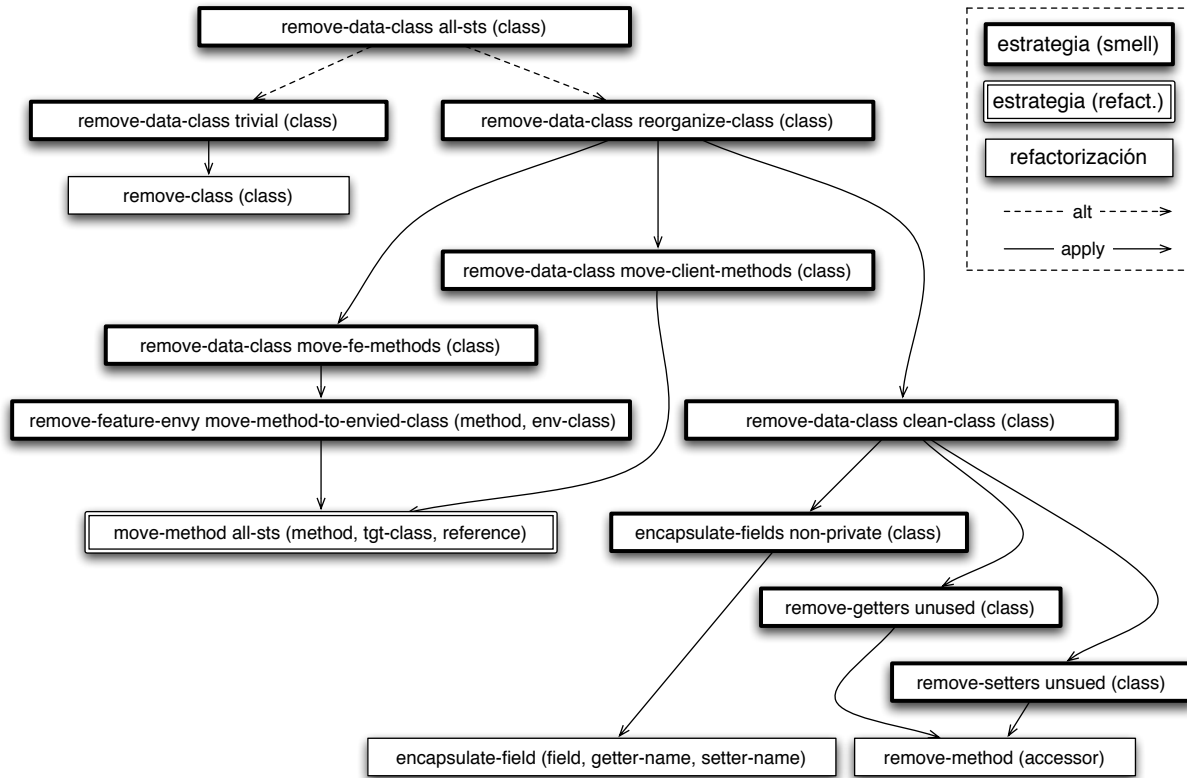 remove-data-class all-sts (class)
estrategia (smell)
estrategia (refact.)
refactorización
alt
apply
remove-data-class trivial (class)
remove-data-class reorganize-class (class)
remove-class (class)
remove-data-class move-client-methods (class)
remove-data-class move-fe-methods (class)
remove-feature-envy move-method-to-envied-class (method, env-class)
remove-data-class clean-class (class)
move-method all-sts (method, tgt-class, reference)
encapsulate-fields non-private (class)
remove-getters unused (class)
remove-setters unsued (class)
encapsulate-field (field, getter-name, setter-name)
remove-method (accessor)